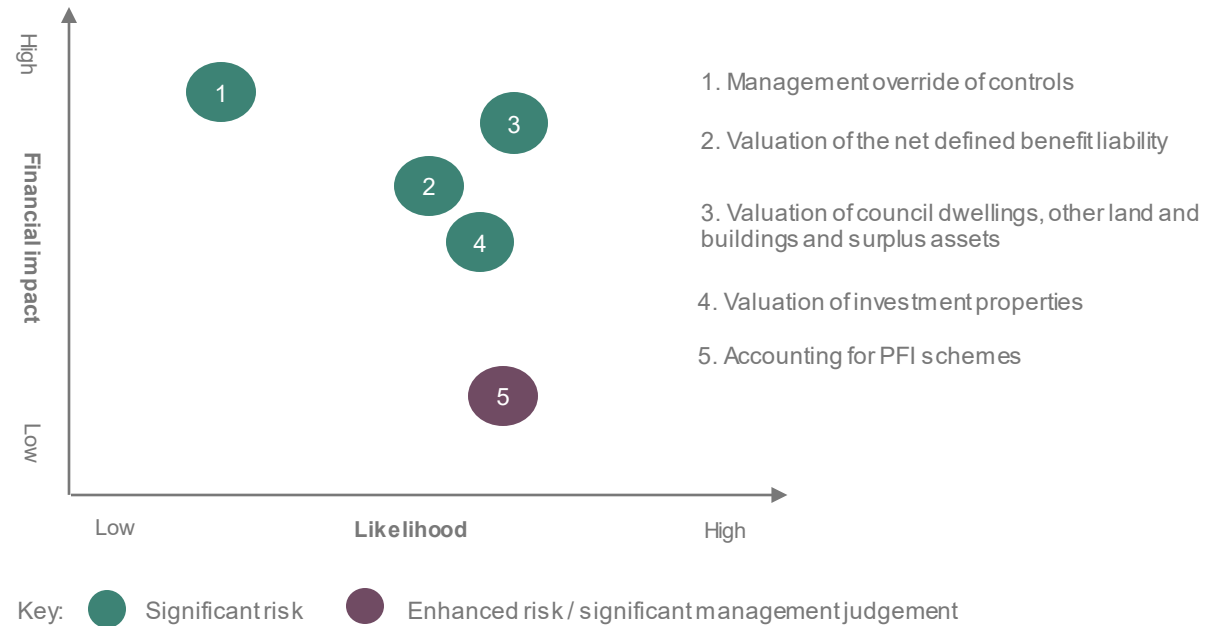 High
Financial impact
Low
1
3
2
4
5
1. Management override of controls
2. Valuation of the net defined benefit liability
3. Valuation of council dwellings, other land and
buildings and surplus assets
4. Valuation of investment properties
5. Accounting for PFI schemes
Low
Likelihood
High
Key:
Significant risk
Enhanced risk / significant management judgement